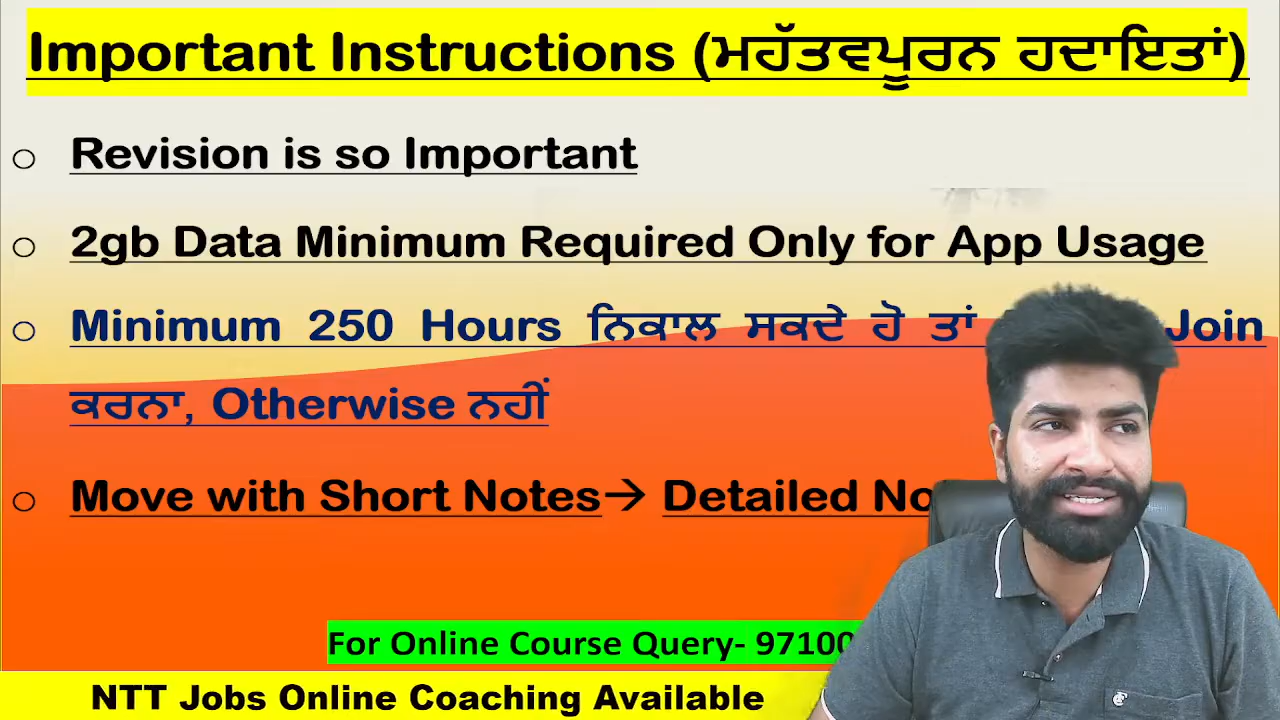 Important Instructions (ਮਹੱਤਵਪੂਰਨ ਹਦਾਇਤਾਂ)
Revision is so Important
2gb Data Minimum Required Only for App Usage
Minimum 250 Hours ਨਿਕਾਲ ਸਕਦੇ ਹੋ ਤਾਂ Join
ਕਰਨਾ, Otherwise ਨਹੀਂ
Move with Short Notes→ Detailed
For Online Course Query- 9710
NTT Jobs Online Coaching Available